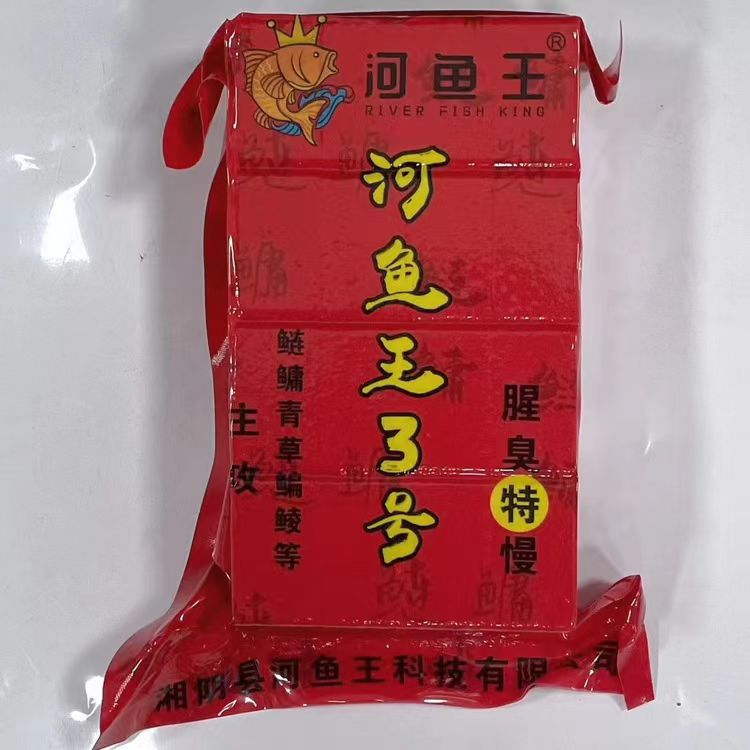 河鱼王®
RIVER FISH KING
河鱼王3号
主攻
鲢鳙青草鳊鲮等
腥臭特慢
湘阴县河鱼王科技有限公司